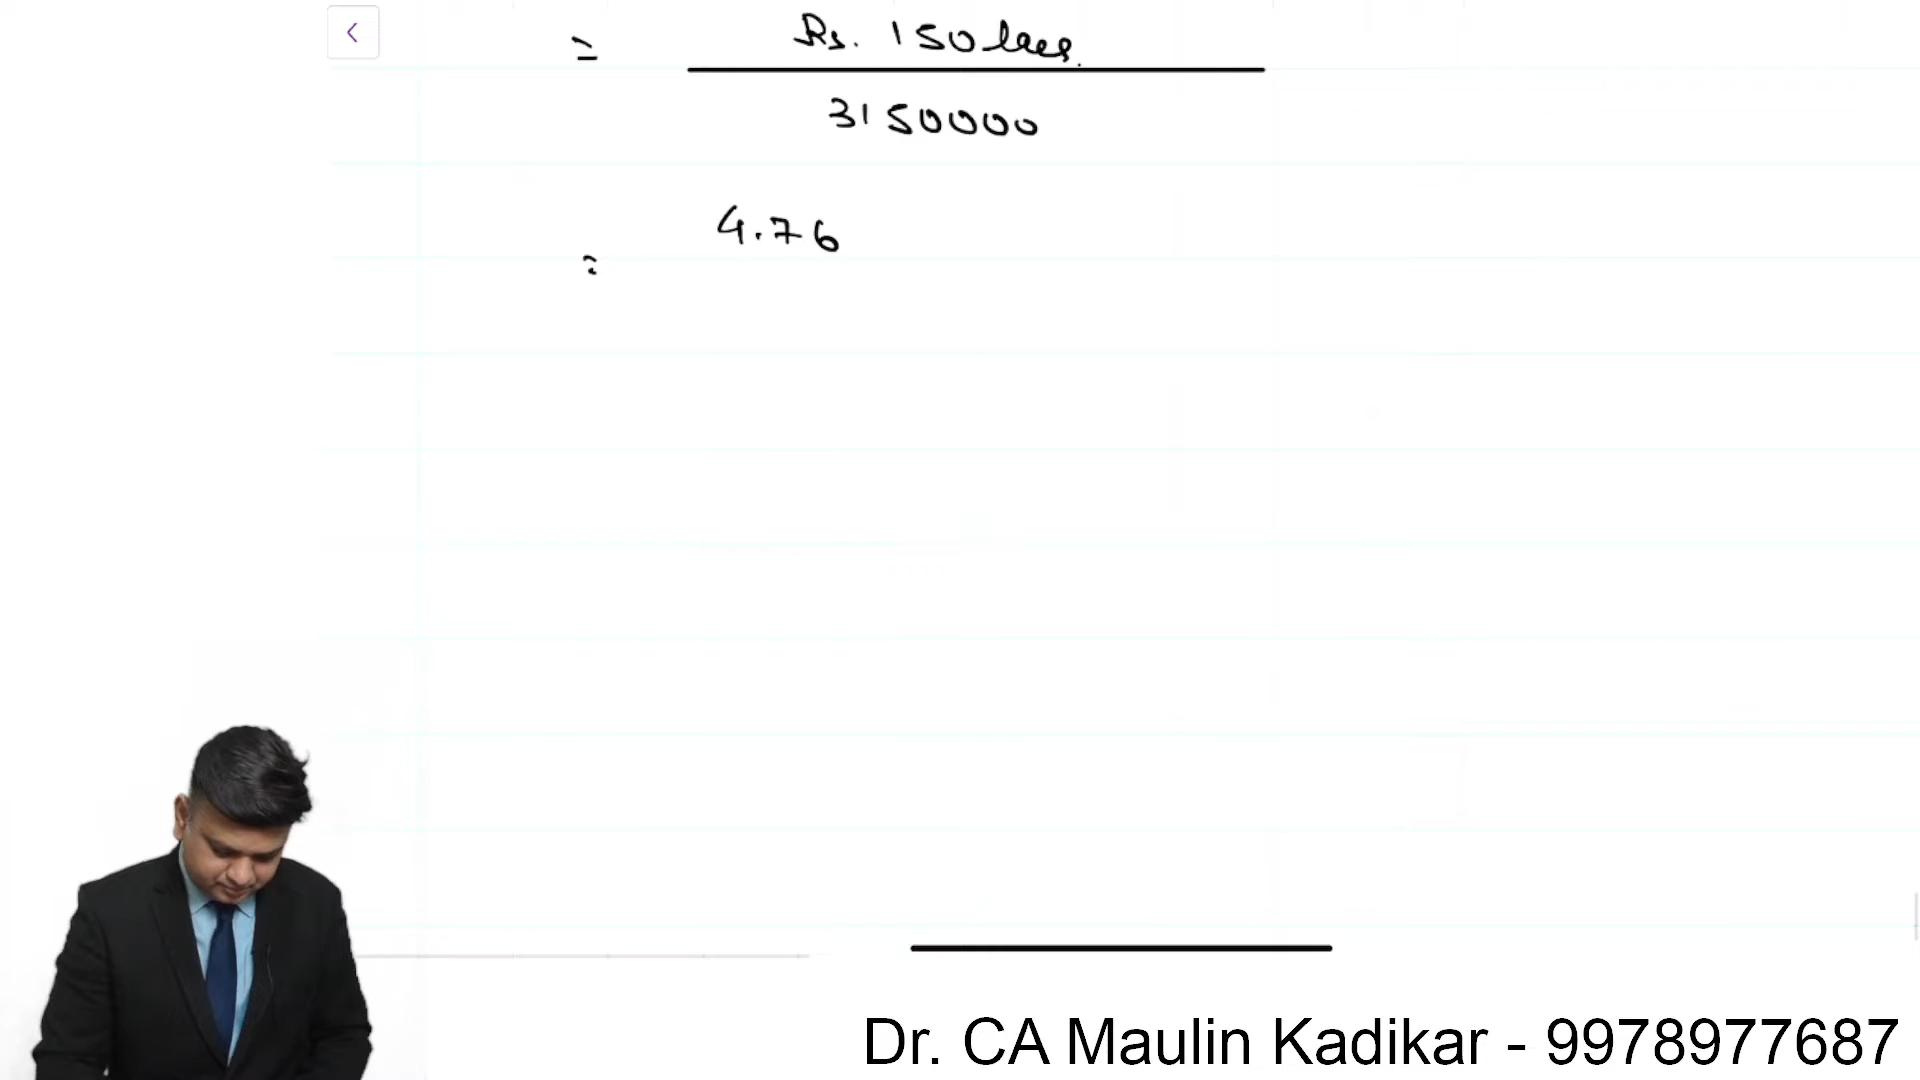 = Rs. 150 lacs.
3150000
= 4.76
Dr. CA Maulin Kadikar - 9978977687